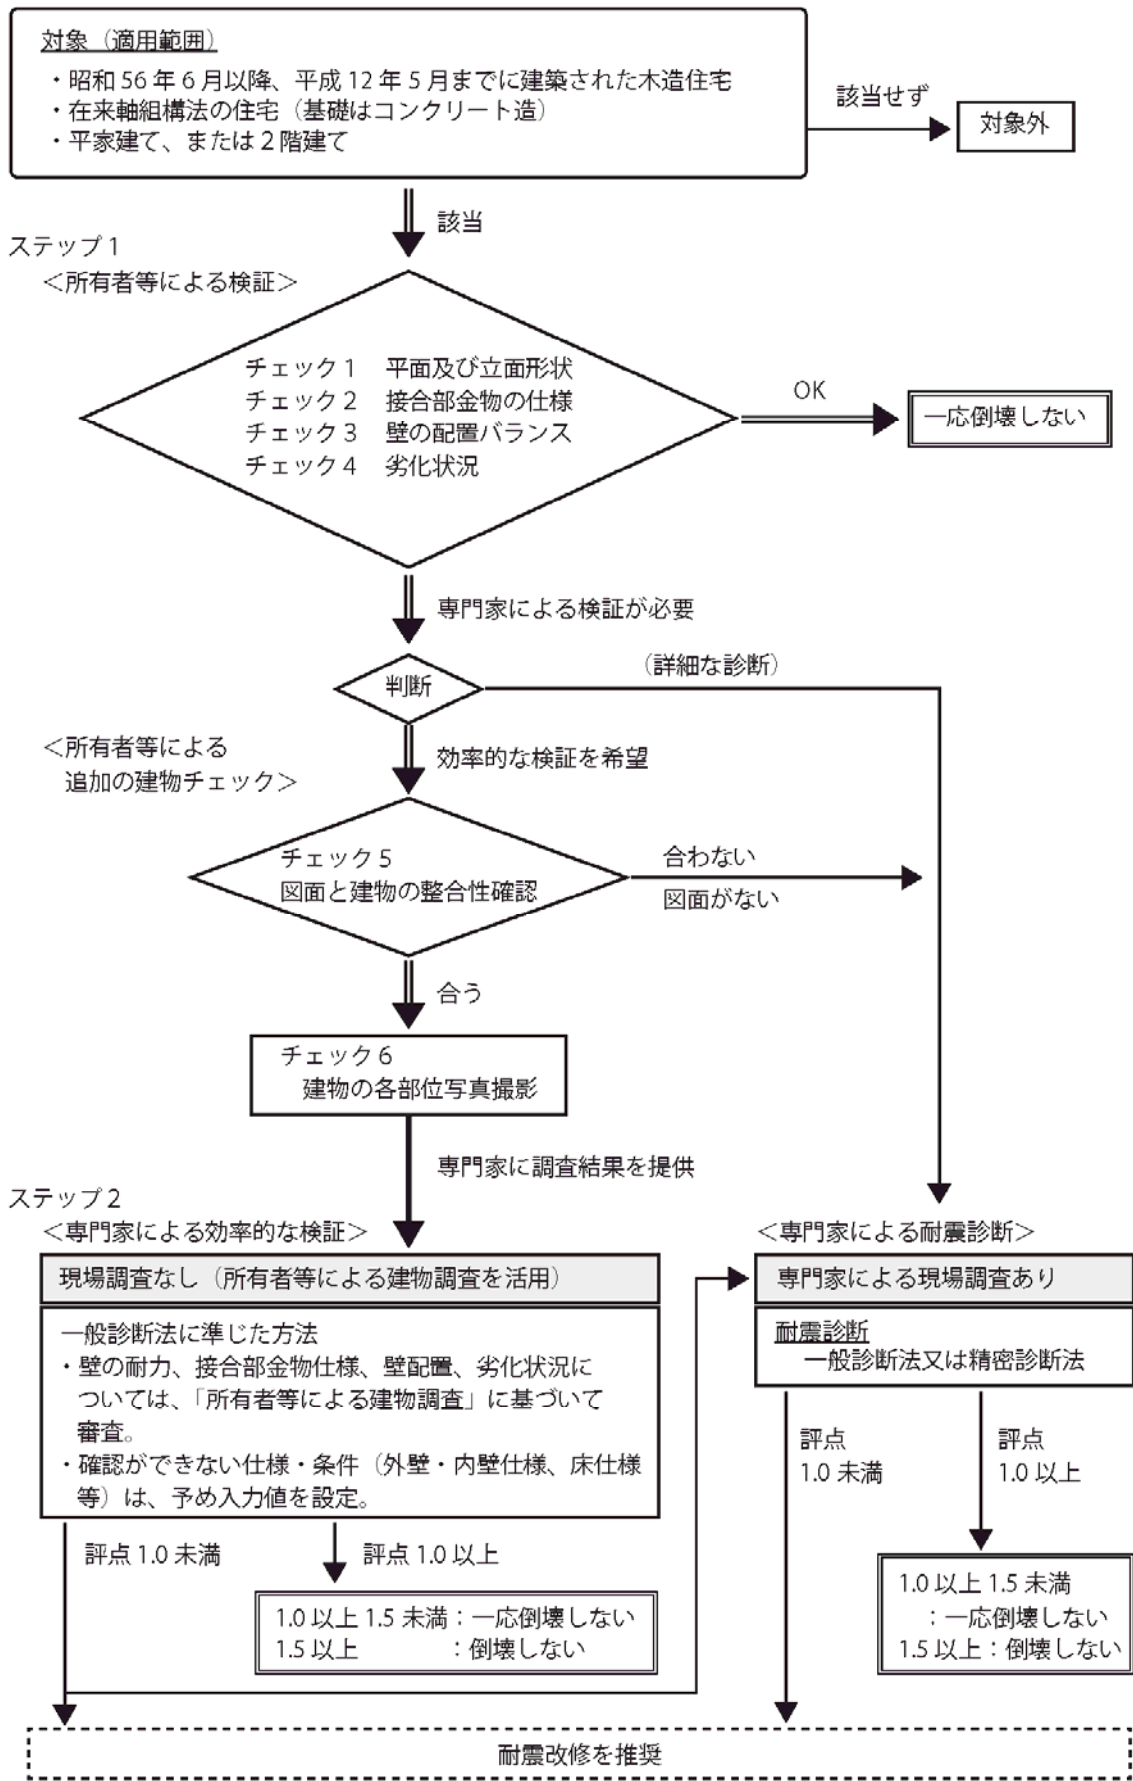 対象（適用範囲）
・昭和 56 年 6 月以降、平成 12 年 5 月までに建築された木造住宅
・在来軸組構法の住宅（基礎はコンクリート造）
・平家建て、または 2 階建て
該当せず
対象外
該当
ステップ 1
＜所有者等による検証＞
チェック 1　平面及び立面形状
チェック 2　接合部金物の仕様
チェック 3　壁の配置バランス
チェック 4　劣化状況
OK
一応倒壊しない
専門家による検証が必要
判断
（詳細な診断）
＜所有者等による
追加の建物チェック＞
効率的な検証を希望
チェック 5
図面と建物の整合性確認
合わない
図面がない
合う
チェック 6
建物の各部位写真撮影
専門家に調査結果を提供
ステップ 2
＜専門家による効率的な検証＞
現場調査なし（所有者等による建物調査を活用）
一般診断法に準じた方法
・壁の耐力、接合部金物仕様、壁配置、劣化状況に
ついては、「所有者等による建物調査」に基づいて
審査。
・確認ができない仕様・条件（外壁・内壁仕様、床仕様
等）は、予め入力値を設定。
評点 1.0 未満
評点 1.0 以上
1.0 以上 1.5 未満：一応倒壊しない
1.5 以上　　　　：倒壊しない
＜専門家による耐震診断＞
専門家による現場調査あり
耐震診断
一般診断法又は精密診断法
評点
1.0 未満
評点
1.0 以上
1.0 以上 1.5 未満
：一応倒壊しない
1.5 以上：倒壊しない
耐震改修を推奨